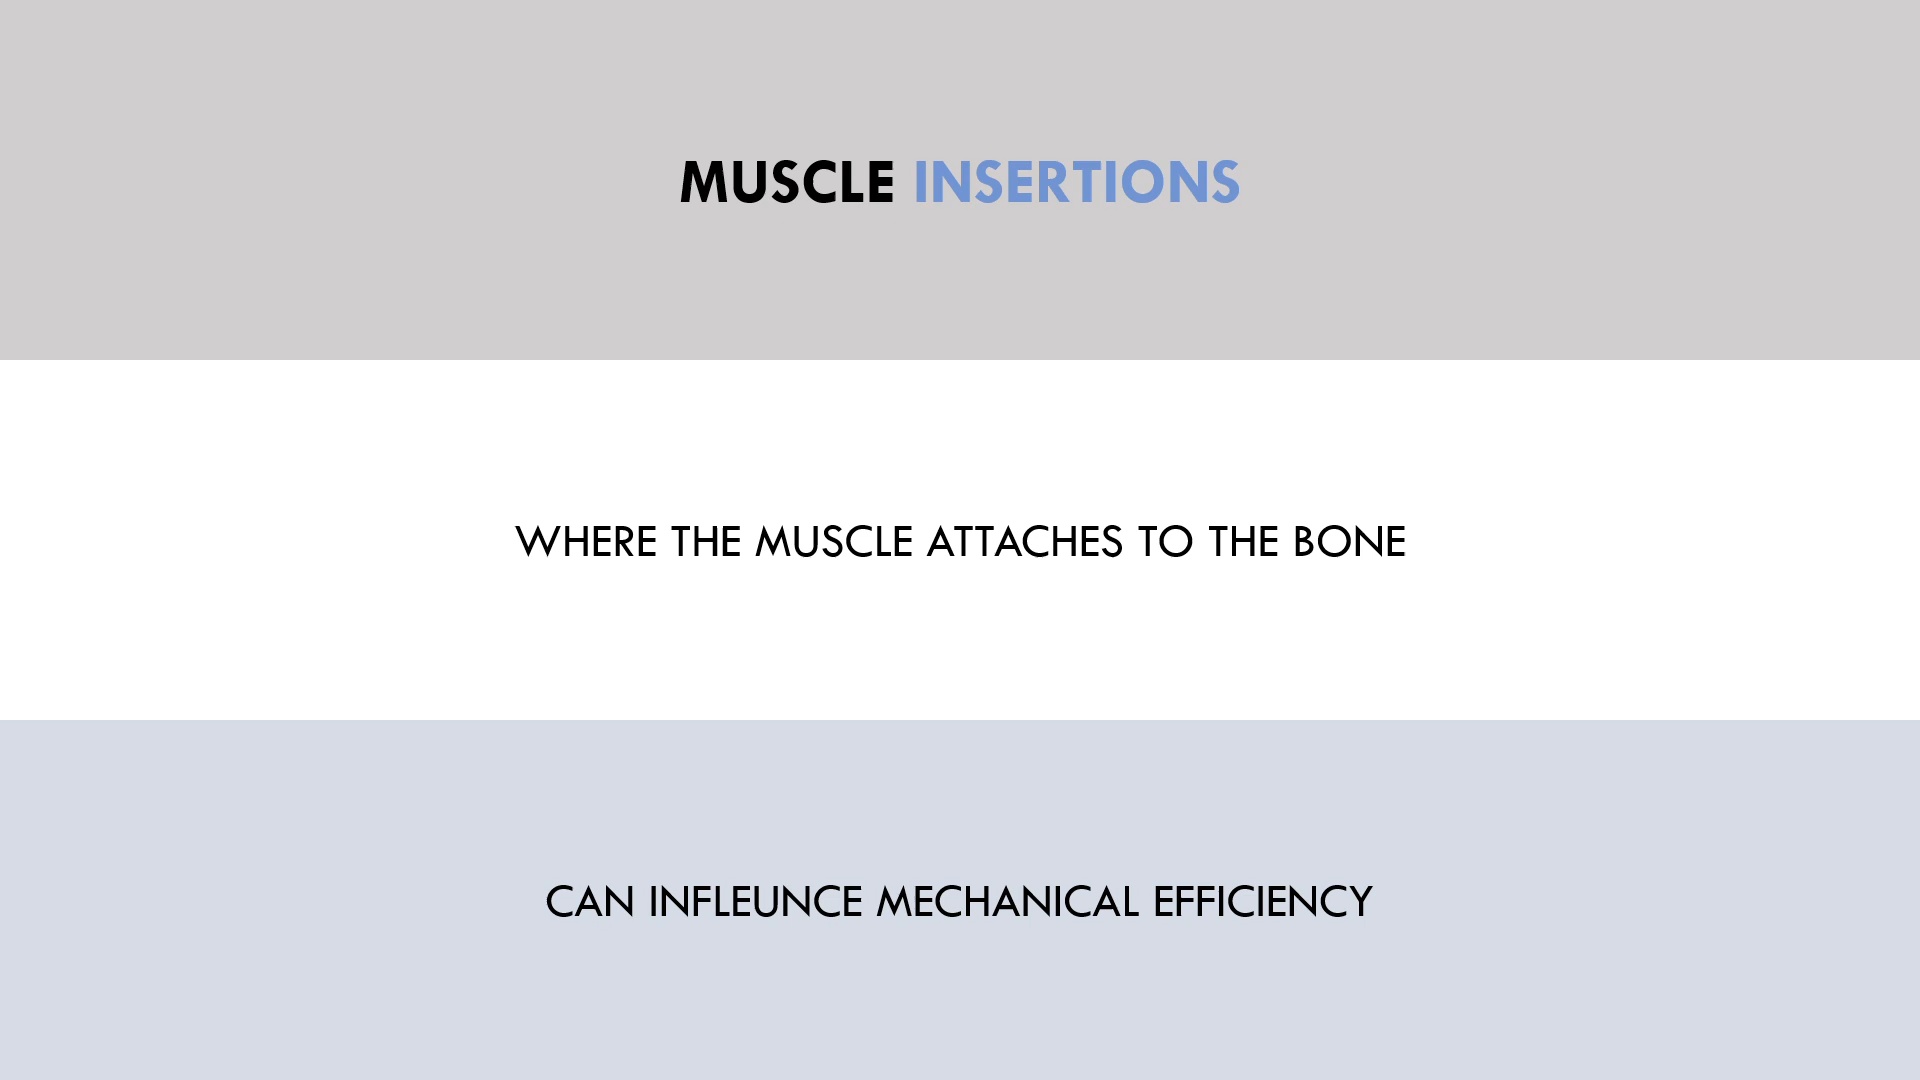 MUSCLE INSERTIONS
WHERE THE MUSCLE ATTACHES TO THE BONE
CAN INFLEUNCE MECHANICAL EFFICIENCY